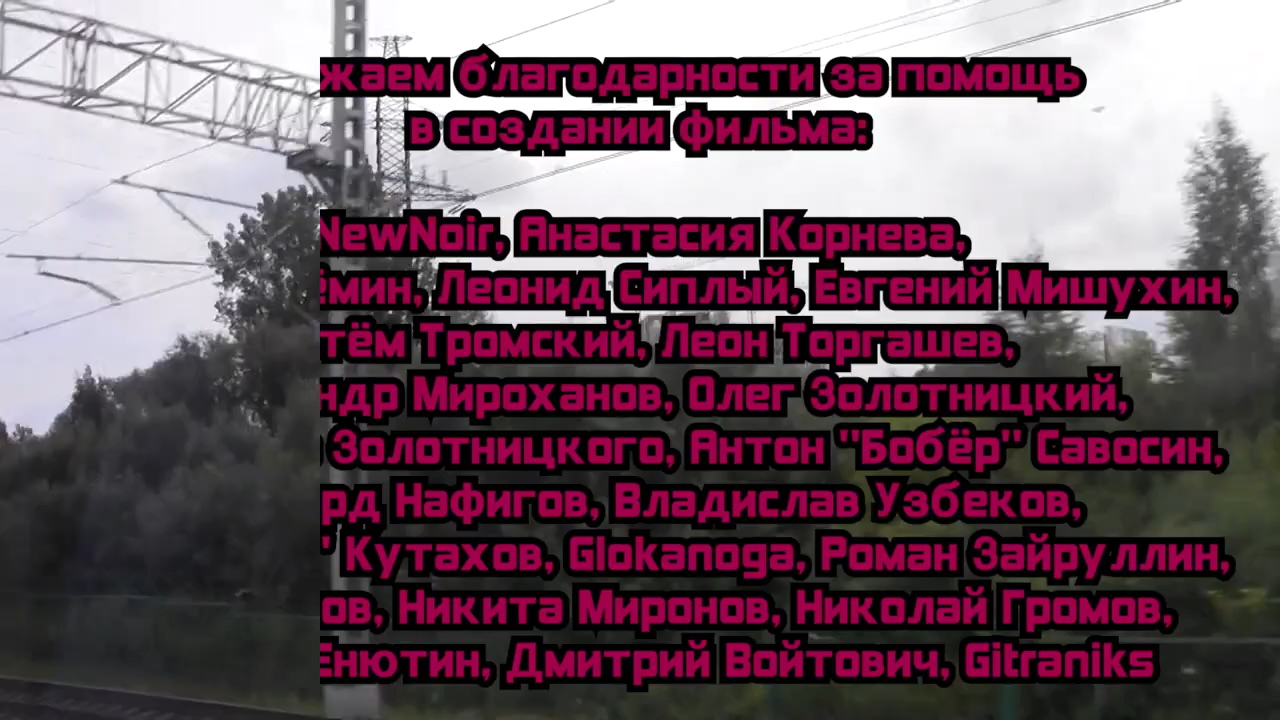 жаем благодарности за помощь
в создании фильма:
NewNoir, Анастасия Корнева,
ёмин, Леонид Сиплый, Евгений Мишухин,
тём Тромский, Леон Торгашев,
ндр Мироханов, Олег Золотницкий,
Золотницкого, Антон "Бобёр" Савосин,
рд Нафигов, Владислав Узбеков,
" Кутахов, Glokanoga, Роман Зайруллин,
ов, Никита Миронов, Николай Громов,
Енютин, Дмитрий Войтович, Gitraniks